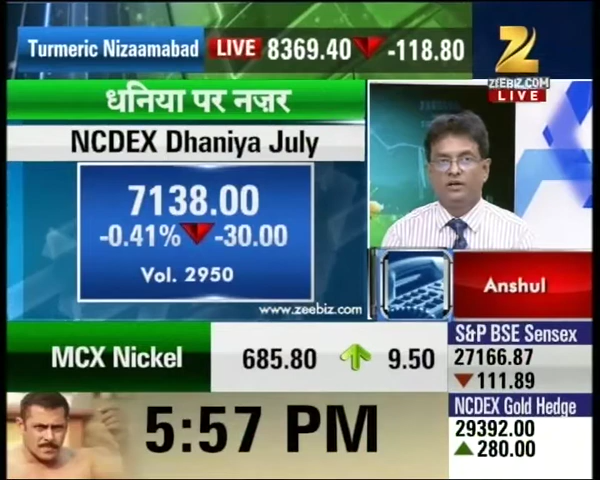 Turmeric Nizaamabad LIVE 8369.40 -118.80
ZEEBIZ.COM
LIVE
धनिया पर नज़र
NCDEX Dhaniya July
7138.00
-0.41% -30.00
Vol. 2950
www.zeebiz.com
Anshul
MCX Nickel 685.80 9.50
S&P BSE Sensex
27166.87
111.89
NCDEX Gold Hedge
29392.00
280.00
5:57 PM